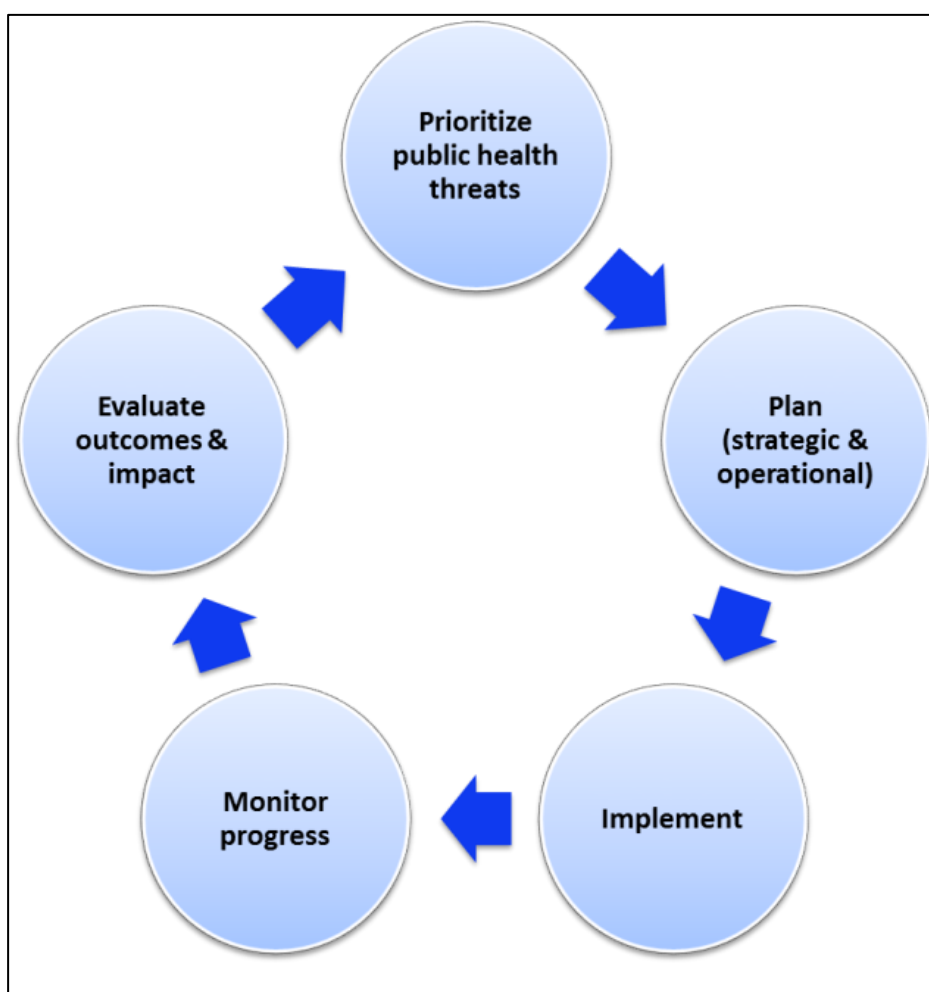 Prioritize
public health
threats
Plan
(strategic &
operational)
Implement
Monitor
progress
Evaluate
outcomes &
impact